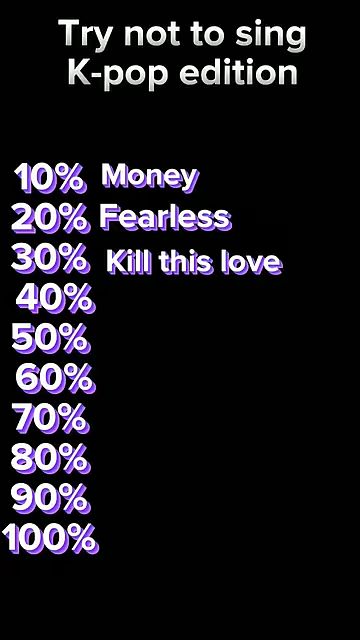 Try not to sing
K-pop edition
10% Money
20% Fearless
30% Kill this love
40%
50%
60%
70%
80%
90%
100%